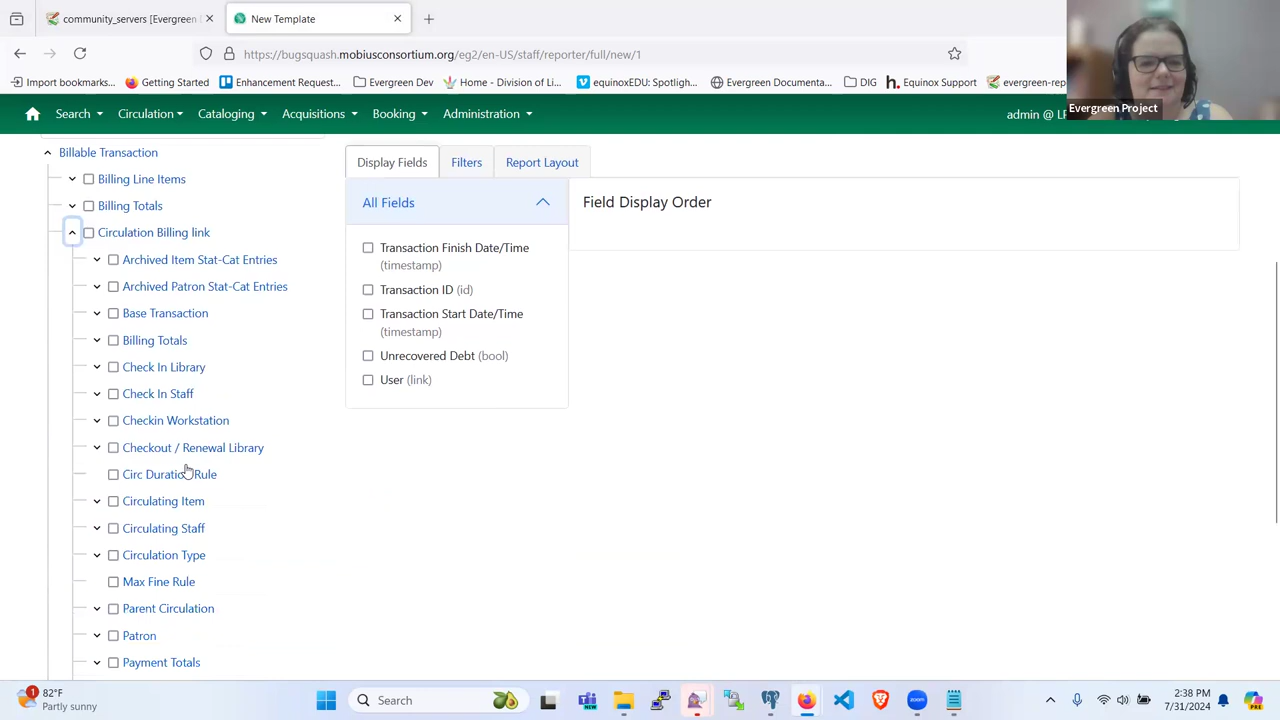 community_servers [Evergreen
New Template
https://bugsquash.mobiusconsortium.org/eg2/en-US/staff/reporter/full/new/1
Import bookmarks...
Getting Started
Enhancement Request...
Evergreen Dev
Home - Division of Li...
equinoxEDU: Spotligh...
Evergreen Documenta...
DIG
Equinox Support
evergreen-rep
Evergreen Project
Search
Circulation
Cataloging
Acquisitions
Booking
Administration
admin @
Billable Transaction
Billing Line Items
Billing Totals
Circulation Billing link
Archived Item Stat-Cat Entries
Archived Patron Stat-Cat Entries
Base Transaction
Billing Totals
Check In Library
Check In Staff
Checkin Workstation
Checkout / Renewal Library
Circ Duration Rule
Circulating Item
Circulating Staff
Circulation Type
Max Fine Rule
Parent Circulation
Patron
Payment Totals
Display Fields
Filters
Report Layout
All Fields
Field Display Order
Transaction Finish Date/Time
(timestamp)
Transaction ID (id)
Transaction Start Date/Time
(timestamp)
Unrecovered Debt (bool)
User (link)
1
82°F
Partly sunny
Search
NEW
PRE
2:38 PM
7/31/2024